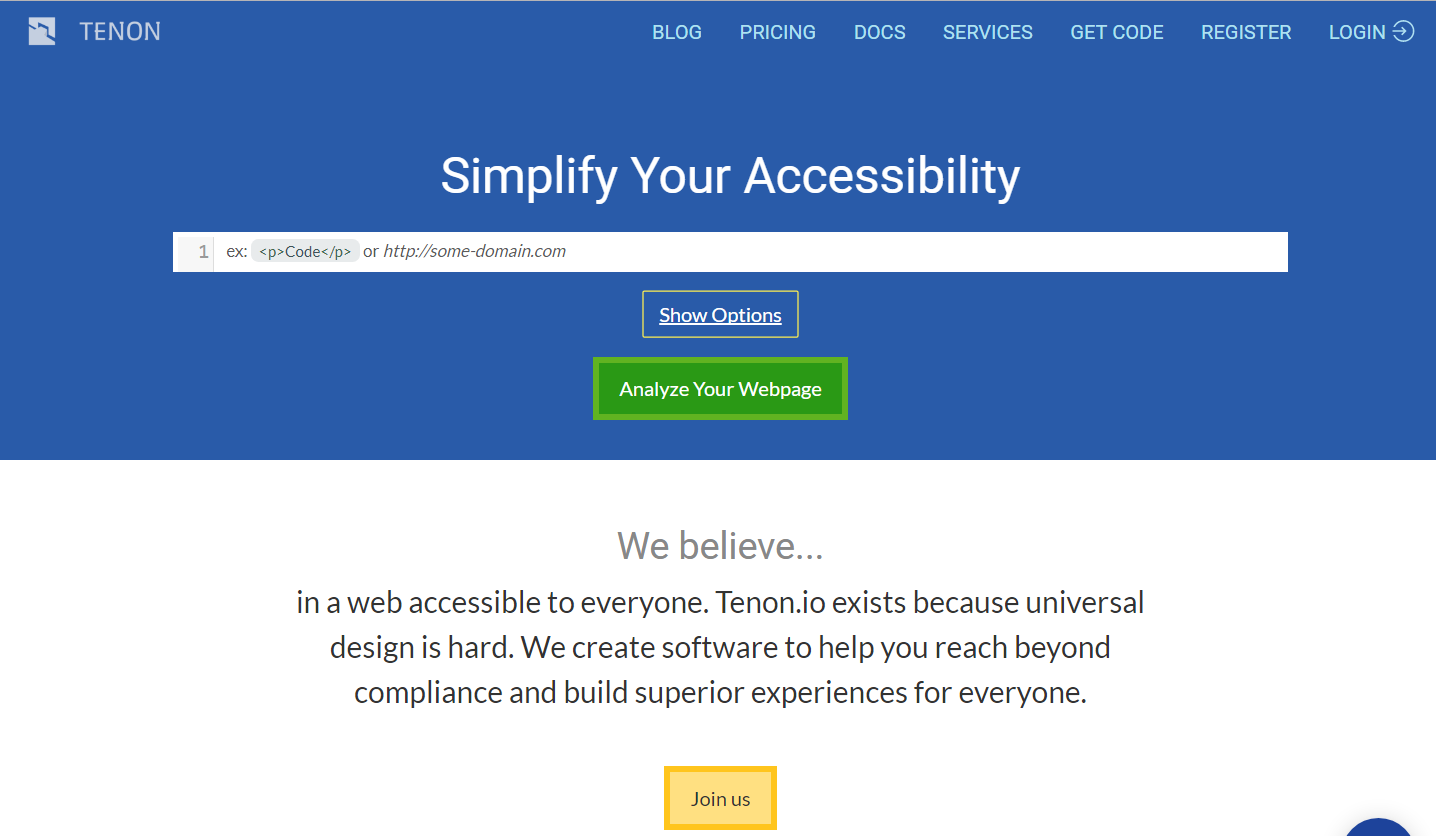 TENON BLOG PRICING DOCS SERVICES GET CODE REGISTER LOGIN
Simplify Your Accessibility
1 ex: <p>Code</p> or http://some-domain.com
Show Options
Analyze Your Webpage
We believe...
in a web accessible to everyone. Tenon.io exists because universal
design is hard. We create software to help you reach beyond
compliance and build superior experiences for everyone.
Join us